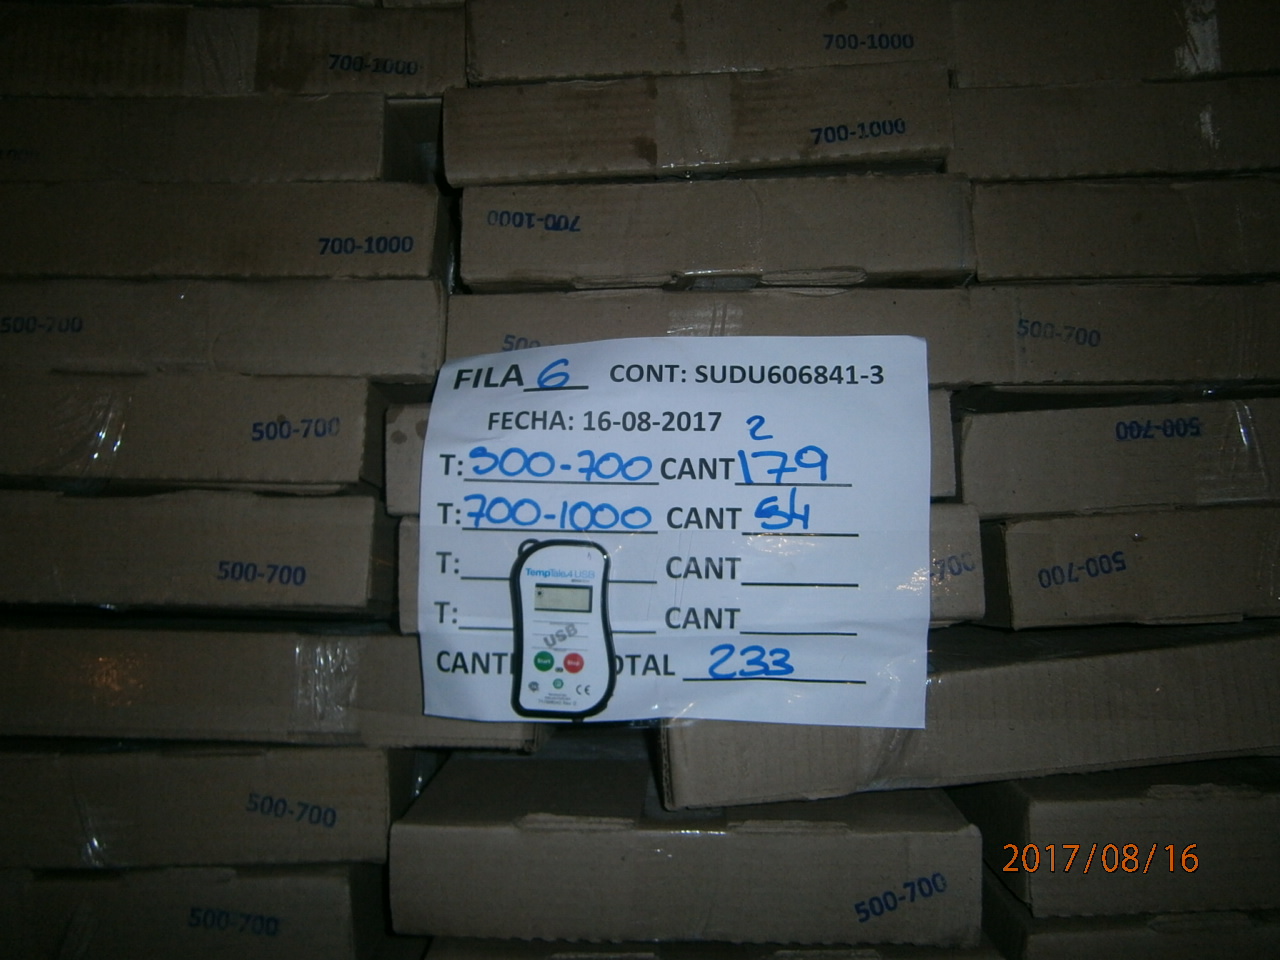 700-1000
700-1000
700-1000
700-1000
700-1000
500-700
500-700
500-700
500-700
500-700
500-700
FILA 6 CONT: SUDU606841-3
FECHA: 16-08-2017 2
T: 500-700 CANT 179
T: 700-1000 CANT 54
T: CANT
T: CANT
CANT OTAL 233
TempTale4 USB
USB
Start Stop
CE
500-700
500-700
500-700
500-700
2017/08/16